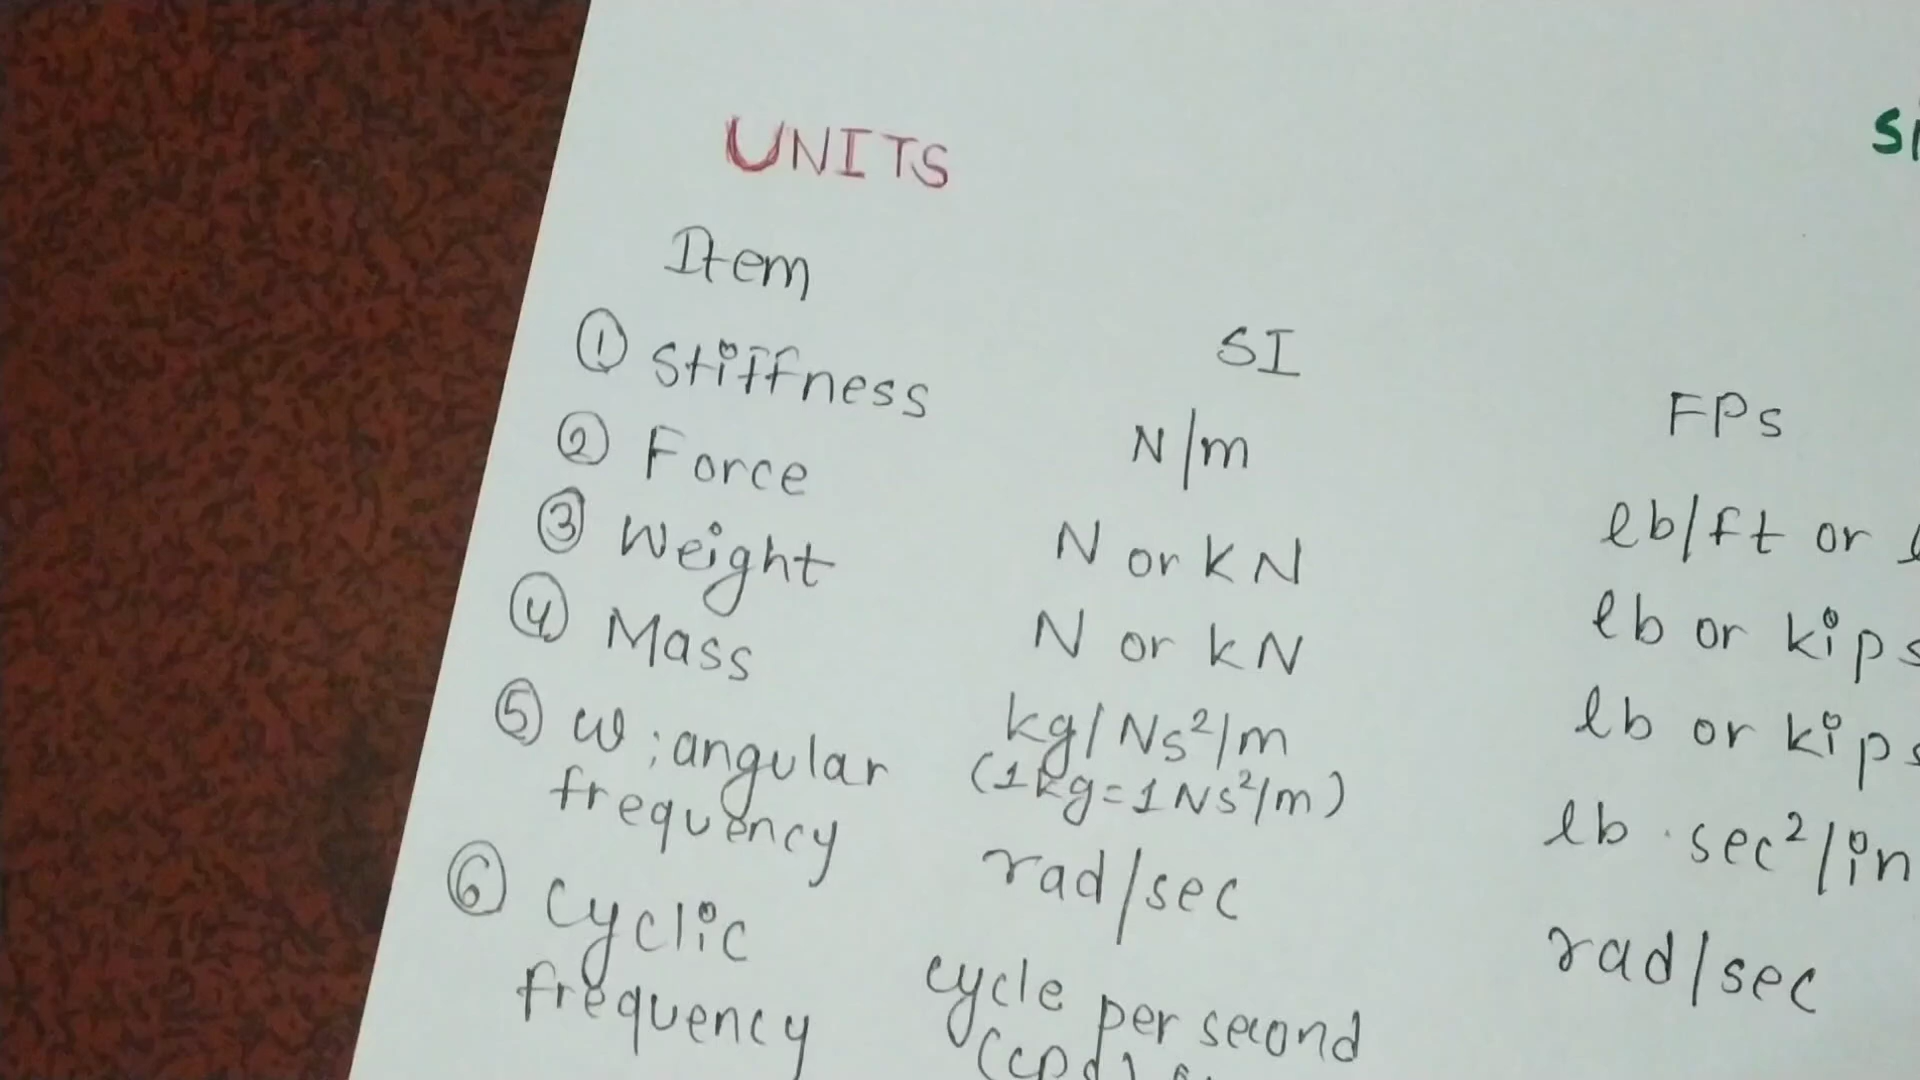 UNITS
Item SI FPS
① Stiffness N/m lb/ft or
② Force N or kN lb or kips
③ Weight N or kN lb or kips
④ Mass kg/Ns²/m lb . sec²/in
(1kg=1Ns²/m)
⑤ ω ; angular rad/sec rad/sec
frequency
⑥ cyclic cycle per second
frequency